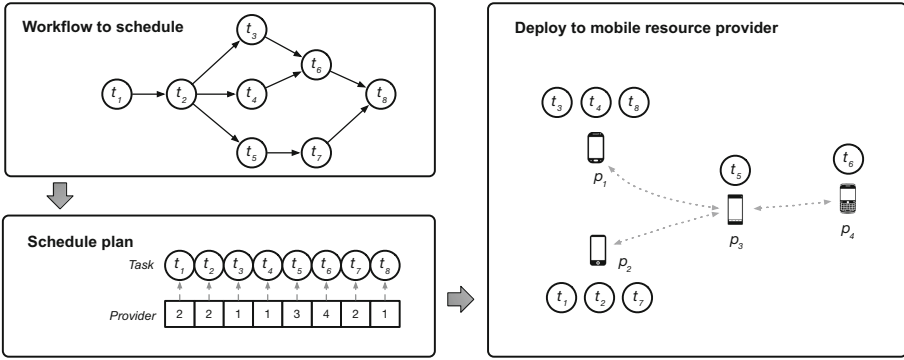 Workflow to schedule
t1 t2 t3 t4 t5 t6 t7 t8
Schedule plan
Task t1 t2 t3 t4 t5 t6 t7 t8
Provider 2 2 1 1 3 4 2 1
Deploy to mobile resource provider
t3 t4 t8
p1
t5
p3
t6
p4
p2
t1 t2 t7